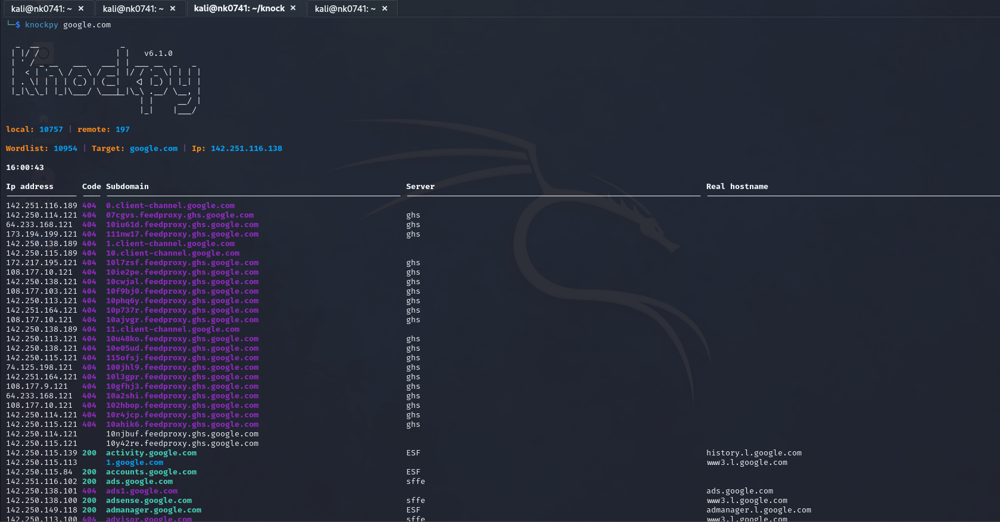 kali@nk0741: ~ × kali@nk0741: ~ × kali@nk0741: ~/knock × kali@nk0741: ~ ×
└─$ knockpy google.com
v6.1.0
local: 10757 | remote: 197
Wordlist: 10954 | Target: google.com | Ip: 142.251.116.138
16:00:43
Ip address Code Subdomain Server Real hostname
142.251.116.189 404 0.client-channel.google.com
142.250.114.121 404 07cgvs.feedproxy.ghs.google.com ghs
64.233.168.121 404 10iu61d.feedproxy.ghs.google.com ghs
173.194.199.121 404 111nw17.feedproxy.ghs.google.com ghs
142.250.138.189 404 1.client-channel.google.com
142.250.115.189 404 10.client-channel.google.com
172.217.195.121 404 10l7zsf.feedproxy.ghs.google.com ghs
108.177.10.121 404 10ie2pe.feedproxy.ghs.google.com ghs
142.250.138.121 404 10cwjal.feedproxy.ghs.google.com ghs
108.177.103.121 404 10f9bj0.feedproxy.ghs.google.com ghs
142.250.113.121 404 10phq6y.feedproxy.ghs.google.com ghs
142.251.164.121 404 10p737r.feedproxy.ghs.google.com ghs
108.177.10.121 404 10ajvgr.feedproxy.ghs.google.com ghs
142.250.138.189 404 11.client-channel.google.com
142.250.113.121 404 10u48ko.feedproxy.ghs.google.com ghs
142.250.138.121 404 10e05ud.feedproxy.ghs.google.com ghs
142.250.115.121 404 115ofsj.feedproxy.ghs.google.com ghs
74.125.198.121 404 100jhl9.feedproxy.ghs.google.com ghs
142.251.164.121 404 10l3gpr.feedproxy.ghs.google.com ghs
108.177.9.121 404 10gfhj3.feedproxy.ghs.google.com ghs
64.233.168.121 404 10a2shi.feedproxy.ghs.google.com ghs
108.177.10.121 404 102hbop.feedproxy.ghs.google.com ghs
142.250.114.121 404 10r4jcp.feedproxy.ghs.google.com ghs
142.250.115.121 404 10ahik6.feedproxy.ghs.google.com ghs
142.250.114.121 10njbuf.feedproxy.ghs.google.com
142.250.115.121 10y42re.feedproxy.ghs.google.com
142.250.115.139 200 activity.google.com ESF history.l.google.com
142.250.115.113 1.google.com www3.l.google.com
142.250.115.84 200 accounts.google.com ESF
142.251.116.102 200 ads.google.com sffe
142.250.138.101 404 ads1.google.com ads.google.com
142.250.138.100 200 adsense.google.com sffe www3.l.google.com
142.250.149.118 200 admanager.google.com ESF admanager.l.google.com
142.250.113.100 404 advisor.google.com sffe www3.l.google.com